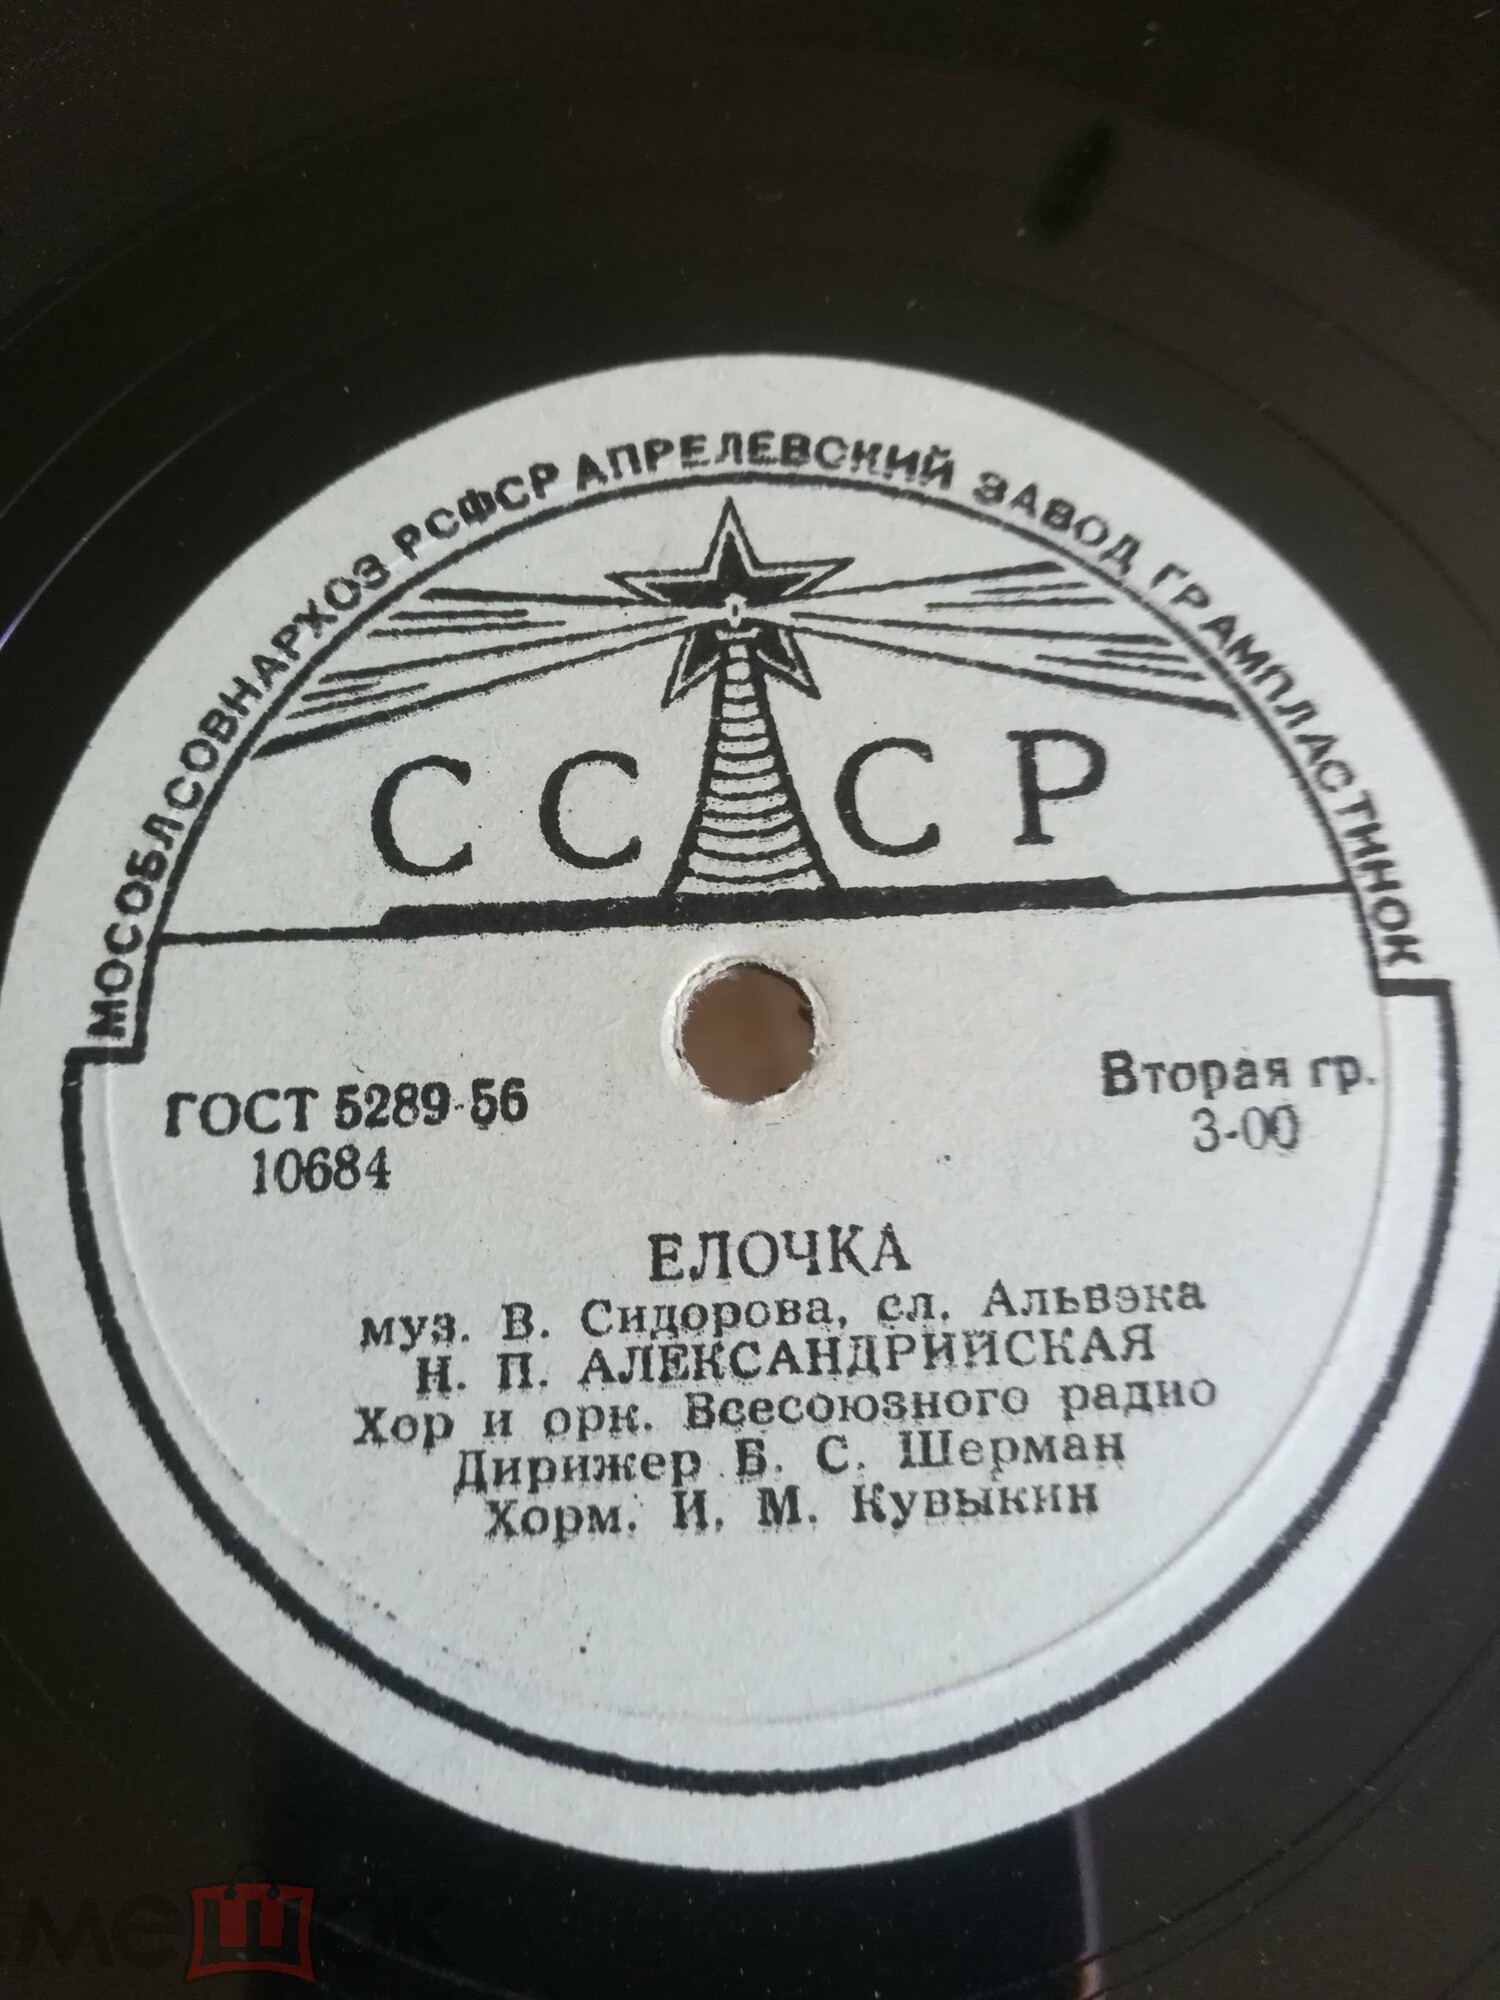 МОСОБЛСОВНАРХОЗ РСФСР АПРЕЛЕВСКИЙ ЗАВОД ГРАМПЛАСТИНОК
СССР
ГОСТ 5289-56
10684
Вторая гр.
3-00
ЕЛОЧКА
муз. В. Сидорова, сл. Альвэка
Н. П. АЛЕКСАНДРИЙСКАЯ
Хор и орк. Всесоюзного радио
Дирижер Б. С. Шерман
Хорм. И. М. Кувыкин
мешок